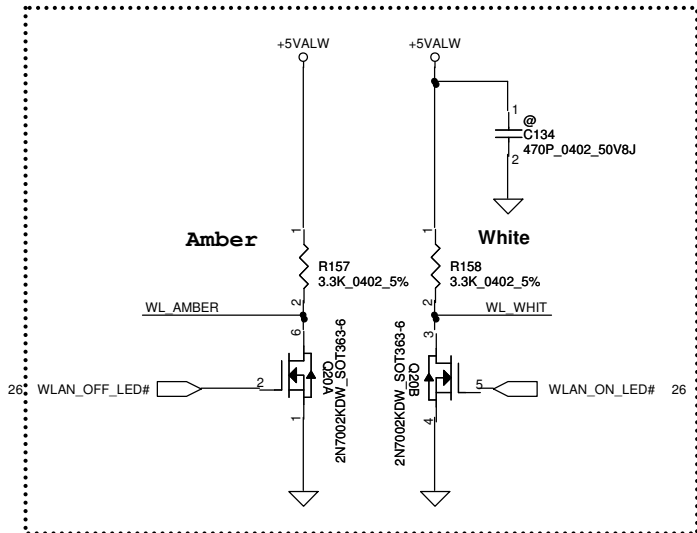 +5VALW
+5VALW
1
@
C134
470P_0402_50V8J
2
Amber
1
1
White
R157
3.3K_0402_5%
R158
3.3K_0402_5%
2
2
WL_AMBER
WL_WHIT
6
3
2N7002KDW_SOT363-6
Q20A
2N7002KDW_SOT363-6
Q20B
26
WLAN_OFF_LED#
2
5
WLAN_ON_LED#
26
1
4